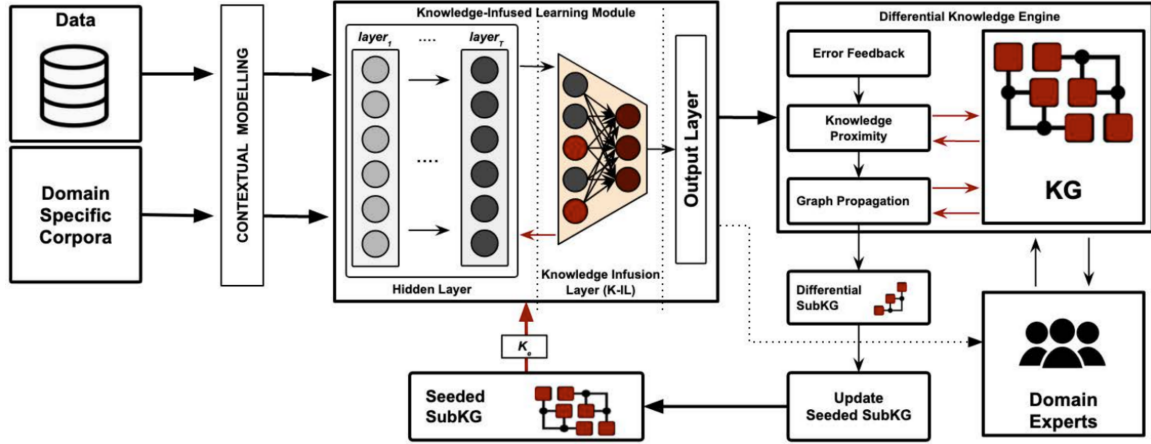 Data
Domain
Specific
Corpora
CONTEXTUAL MODELLING
Knowledge-Infused Learning Module
layerT .... layerT
....
Hidden Layer
Knowledge Infusion
Layer (K-IL)
Output Layer
Differential Knowledge Engine
Error Feedback
Knowledge
Proximity
Graph Propagation
KG
Differential
SubKG
Update
Seeded SubKG
Domain
Experts
Seeded
SubKG
Ke